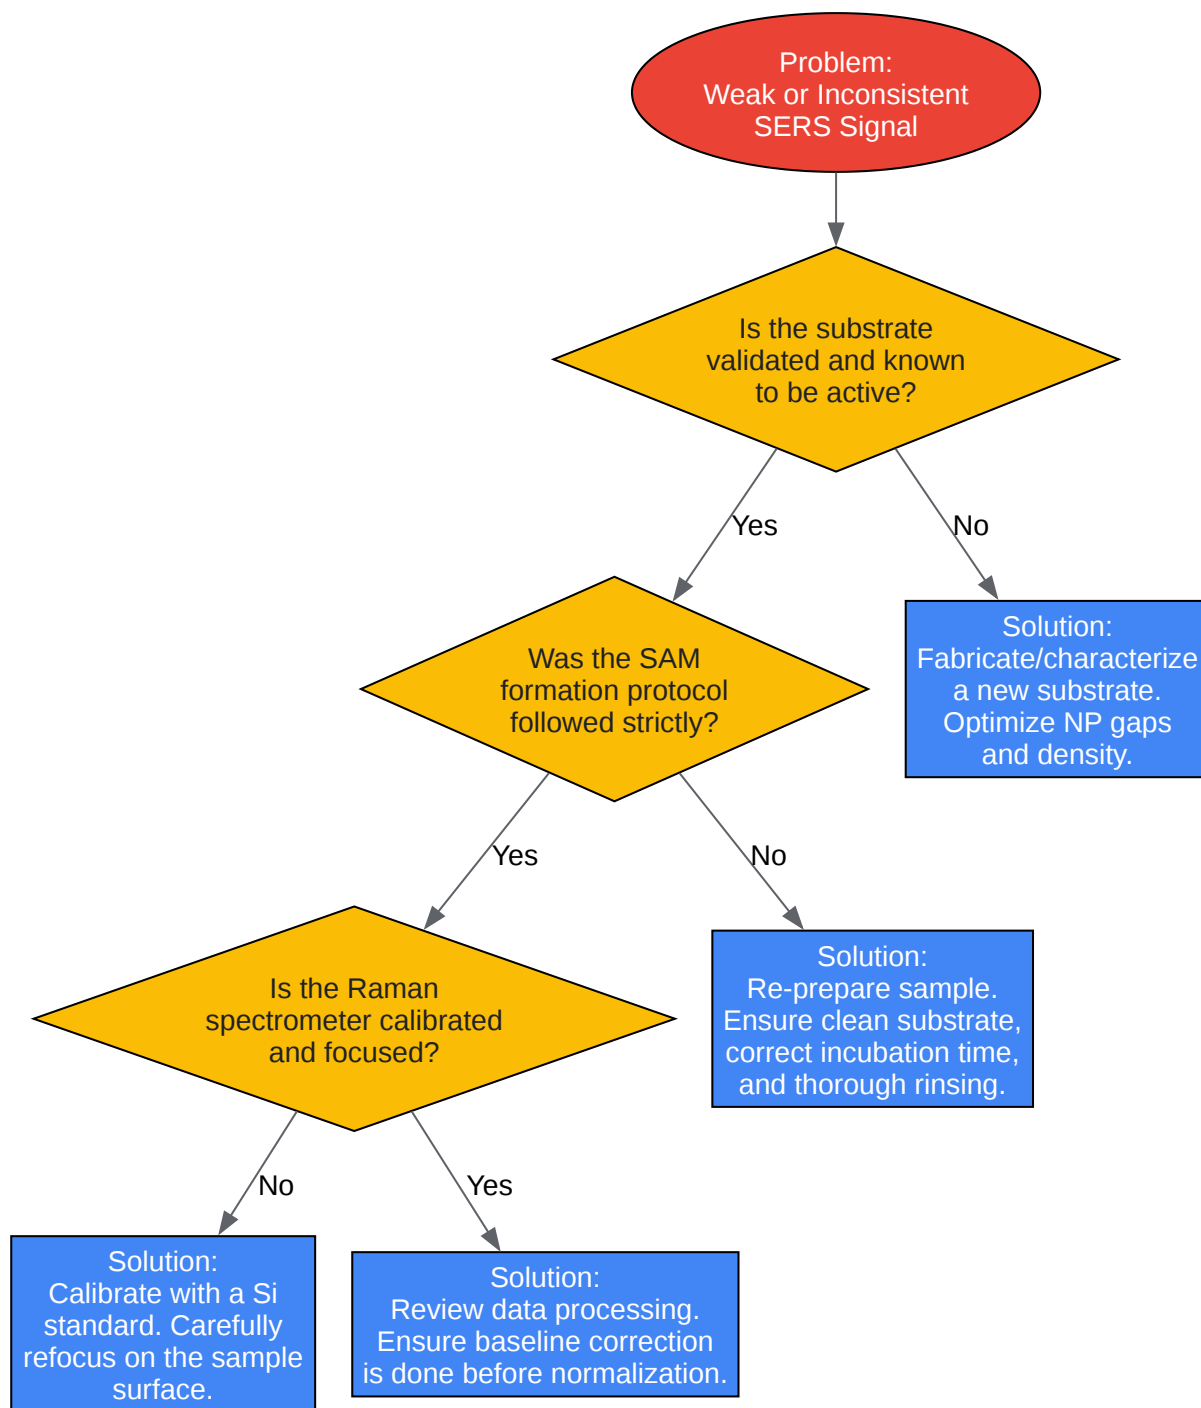 Problem:
Weak or Inconsistent
SERS Signal
Is the substrate
validated and known
to be active?
Yes
No
Was the SAM
formation protocol
followed strictly?
Solution:
Fabricate/characterize
a new substrate.
Optimize NP gaps
and density.
Yes
No
Is the Raman
spectrometer calibrated
and focused?
Solution:
Re-prepare sample.
Ensure clean substrate,
correct incubation time,
and thorough rinsing.
No
Yes
Solution:
Calibrate with a Si
standard. Carefully
refocus on the sample
surface.
Solution:
Review data processing.
Ensure baseline correction
is done before normalization.